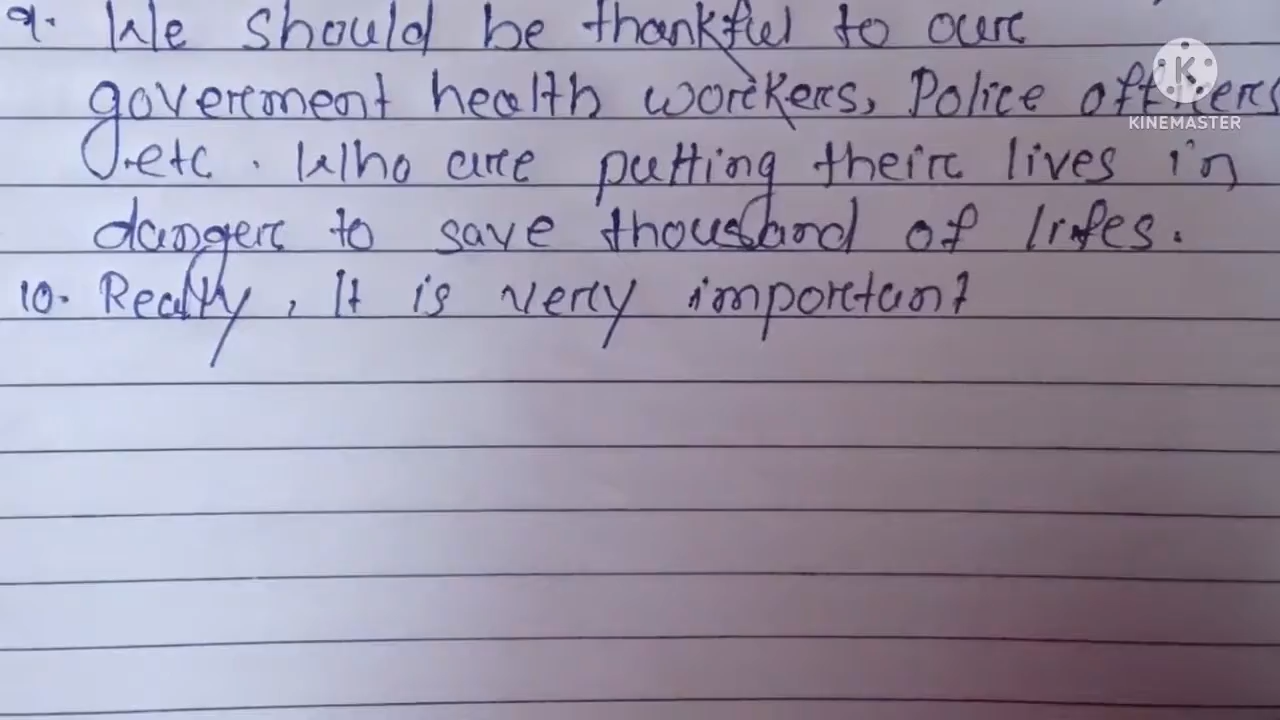 9. We should be thankful to our
government health workers, Police officers
etc. Who are putting their lives in
danger to save thousand of lifes.
10. Really, It is very important
K
KINEMASTER